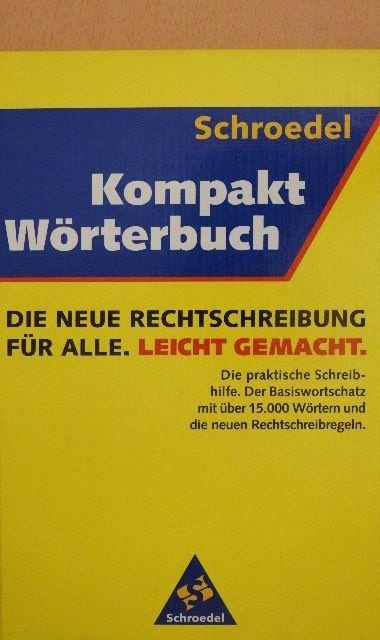 Schroedel
Kompakt
Wörterbuch
DIE NEUE RECHTSCHREIBUNG
FÜR ALLE. LEICHT GEMACHT.
Die praktische Schreib-
hilfe. Der Basiswortschatz
mit über 15.000 Wörtern und
die neuen Rechtschreibregeln.
S
Schroedel